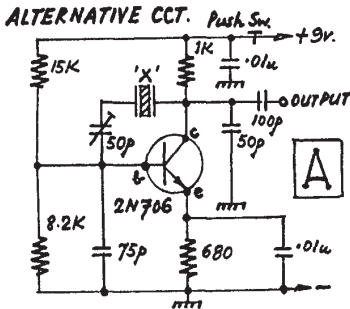 ALTERNATIVE CCT.
Push Sw.
+9v.
15K
'X'
1K
.01u
OUTPUT
100p
50p
c
50p
b
e
2N706
A
8.2K
75p
680
.01u
-